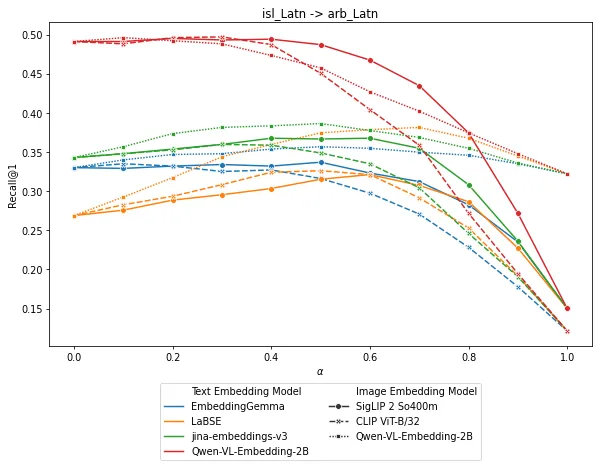 isl_Latn -> arb_Latn
Recall@1
0.50
0.45
0.40
0.35
0.30
0.25
0.20
0.15
0.0
0.2
0.4
0.6
0.8
1.0
α
Text Embedding Model
EmbeddingGemma
LaBSE
jina-embeddings-v3
Qwen-VL-Embedding-2B
Image Embedding Model
SigLIP 2 So400m
CLIP ViT-B/32
Qwen-VL-Embedding-2B